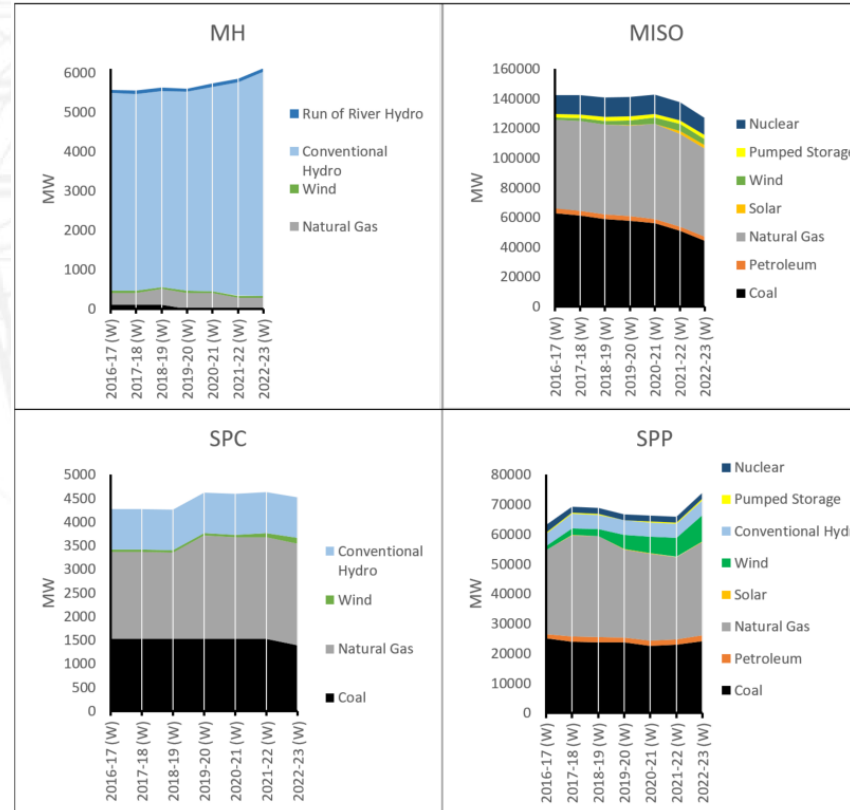 MH
6000
5000
4000
3000
2000
1000
0
MW
2016-17 (W)
2017-18 (W)
2018-19 (W)
2019-20 (W)
2020-21 (W)
2021-22 (W)
2022-23 (W)
Run of River Hydro
Conventional
Hydro
Wind
Natural Gas
MISO
160000
140000
120000
100000
80000
60000
40000
20000
0
MW
2016-17 (W)
2017-18 (W)
2018-19 (W)
2019-20 (W)
2020-21 (W)
2021-22 (W)
2022-23 (W)
Nuclear
Pumped Storage
Wind
Solar
Natural Gas
Petroleum
Coal
SPC
5000
4500
4000
3500
3000
2500
2000
1500
1000
500
0
MW
2016-17 (W)
2017-18 (W)
2018-19 (W)
2019-20 (W)
2020-21 (W)
2021-22 (W)
2022-23 (W)
Conventional
Hydro
Wind
Natural Gas
Coal
SPP
80000
70000
60000
50000
40000
30000
20000
10000
0
MW
2016-17 (W)
2017-18 (W)
2018-19 (W)
2019-20 (W)
2020-21 (W)
2021-22 (W)
2022-23 (W)
Nuclear
Pumped Storage
Conventional Hydr
Wind
Solar
Natural Gas
Petroleum
Coal